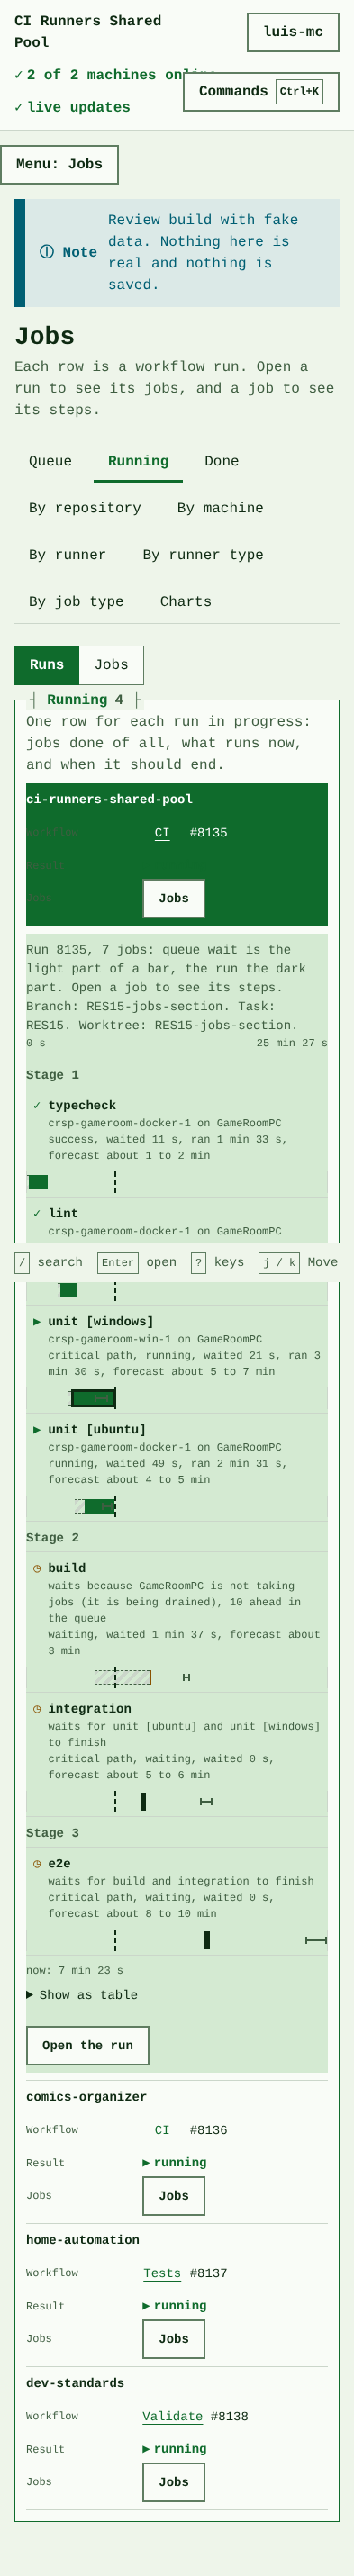 CI Runners Shared
Pool
luis-mc
✓ 2 of 2 machines online
✓ live updates
Commands Ctrl+K
Menu: Jobs
ⓘ Note
Review build with fake
data. Nothing here is
real and nothing is
saved.
Jobs
Each row is a workflow run. Open a
run to see its jobs, and a job to see
its steps.
Queue Running Done
By repository By machine
By runner By runner type
By job type Charts
Runs Jobs
Running 4
One row for each run in progress:
jobs done of all, what runs now,
and when it should end.
ci-runners-shared-pool
Workflow CI #8135
Result
Jobs Jobs
Run 8135, 7 jobs: queue wait is the
light part of a bar, the run the dark
part. Open a job to see its steps.
Branch: RES15-jobs-section. Task:
RES15. Worktree: RES15-jobs-section.
0 s 25 min 27 s
Stage 1
✓ typecheck
crsp-gameroom-docker-1 on GameRoomPC
success, waited 11 s, ran 1 min 33 s,
forecast about 1 to 2 min
✓ lint
crsp-gameroom-docker-1 on GameRoomPC
/ search Enter open ? keys j / k Move
▶ unit [windows]
crsp-gameroom-win-1 on GameRoomPC
critical path, running, waited 21 s, ran 3
min 30 s, forecast about 5 to 7 min
▶ unit [ubuntu]
crsp-gameroom-docker-1 on GameRoomPC
running, waited 49 s, ran 2 min 31 s,
forecast about 4 to 5 min
Stage 2
◷ build
waits because GameRoomPC is not taking
jobs (it is being drained), 10 ahead in
the queue
waiting, waited 1 min 37 s, forecast about
3 min
◷ integration
waits for unit [ubuntu] and unit [windows]
to finish
critical path, waiting, waited 0 s,
forecast about 5 to 6 min
Stage 3
◷ e2e
waits for build and integration to finish
critical path, waiting, waited 0 s,
forecast about 8 to 10 min
now: 7 min 23 s
▶ Show as table
Open the run
comics-organizer
Workflow CI #8136
Result ▶ running
Jobs Jobs
home-automation
Workflow Tests #8137
Result ▶ running
Jobs Jobs
dev-standards
Workflow Validate #8138
Result ▶ running
Jobs Jobs